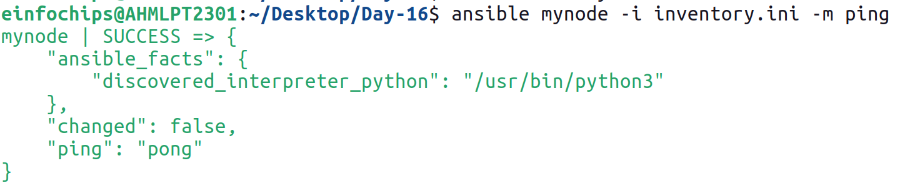 einfochips@AHMLPT2301:~/Desktop/Day-16$ ansible mynode -i inventory.ini -m ping
mynode | SUCCESS => {
    "ansible_facts": {
        "discovered_interpreter_python": "/usr/bin/python3"
    },
    "changed": false,
    "ping": "pong"
}